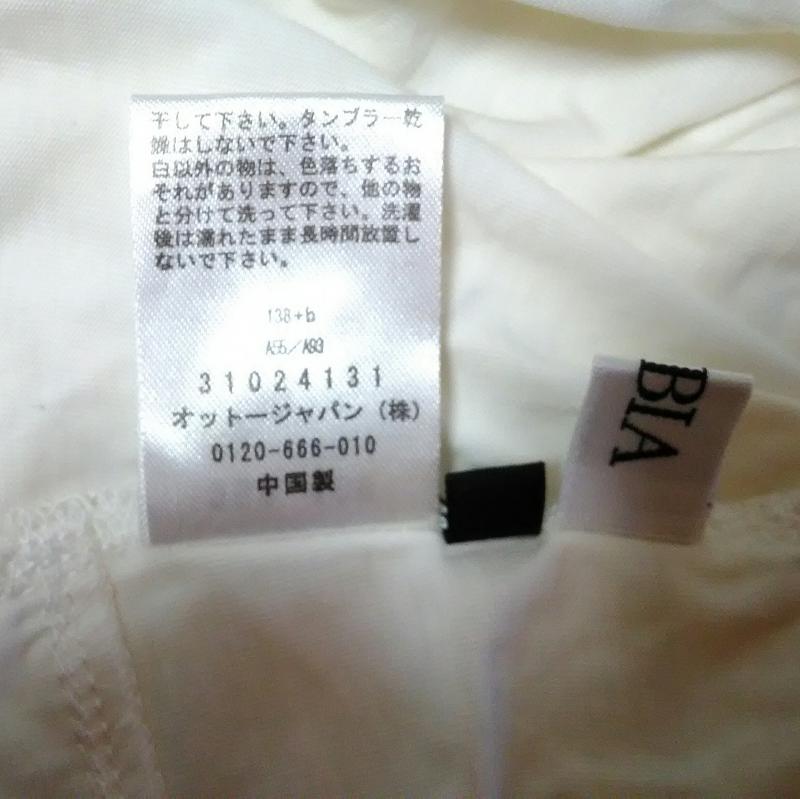 干して下さい。タンブラー乾
燥はしないで下さい。
白以外の物は、色落ちするお
それがありますので、他の物
と分けて洗って下さい。洗濯
後は濡れたまま長時間放置し
ないで下さい。
138+b
A55/A93
31024131
オットージャパン（株）
0120-666-010
中国製
BIA